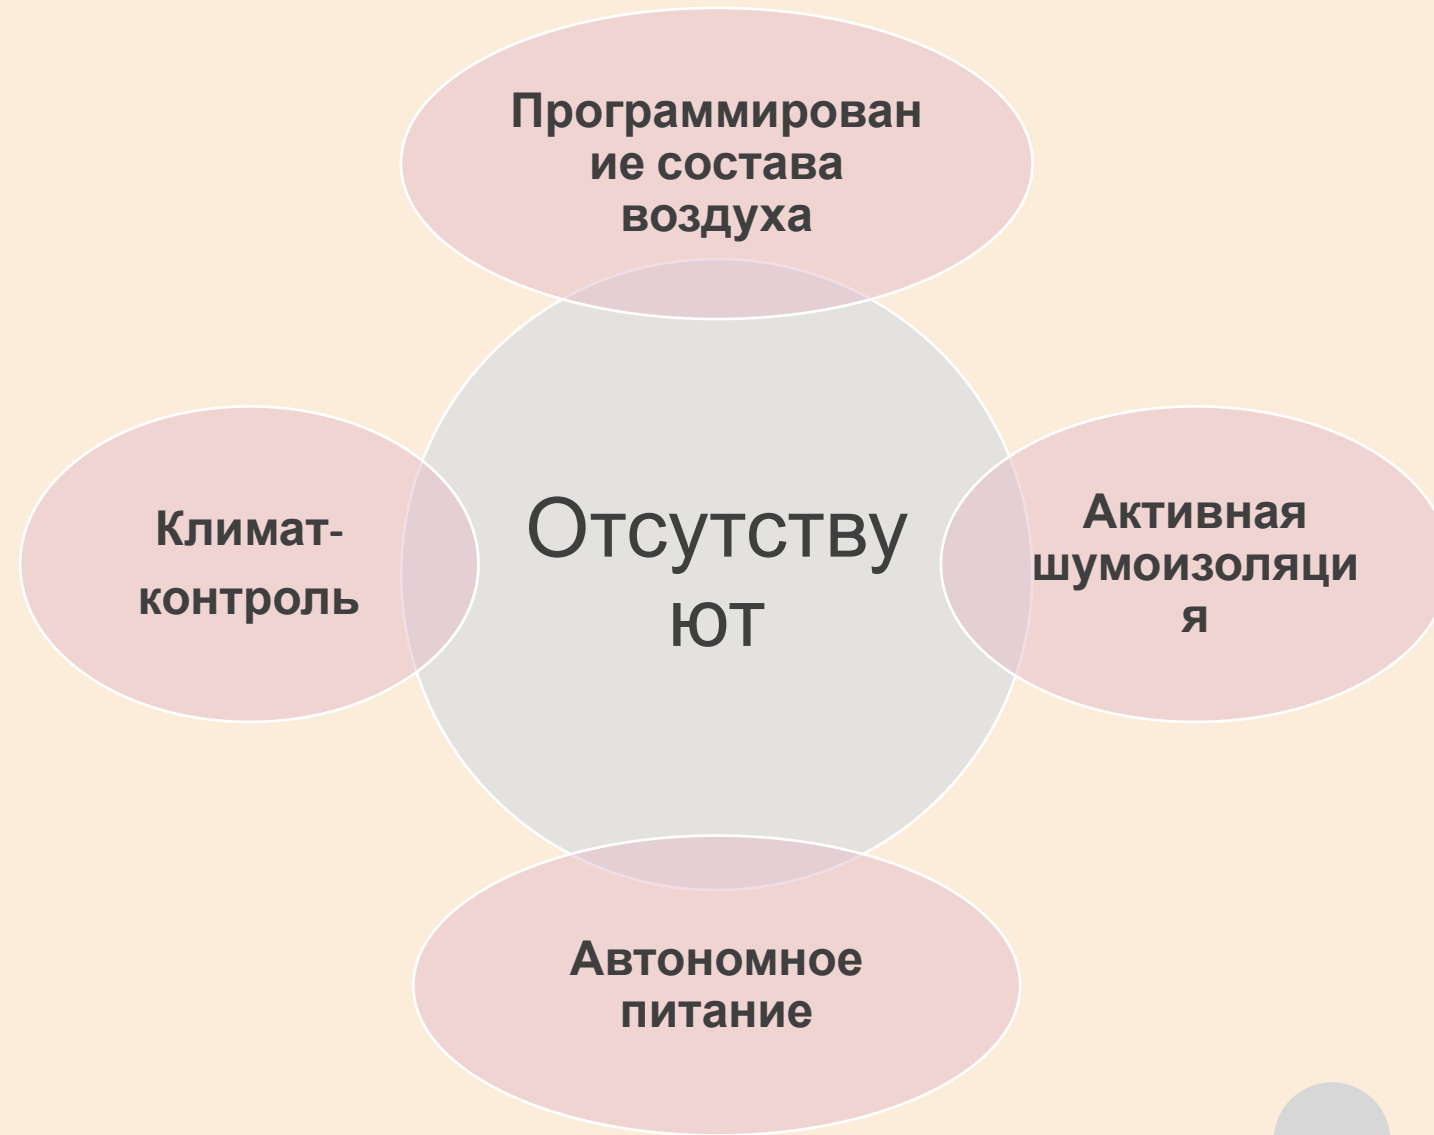 Программирован
ие состава
воздуха
Климат-
контроль
Отсутству
ют
Активная
шумоизоляци
я
Автономное
питание